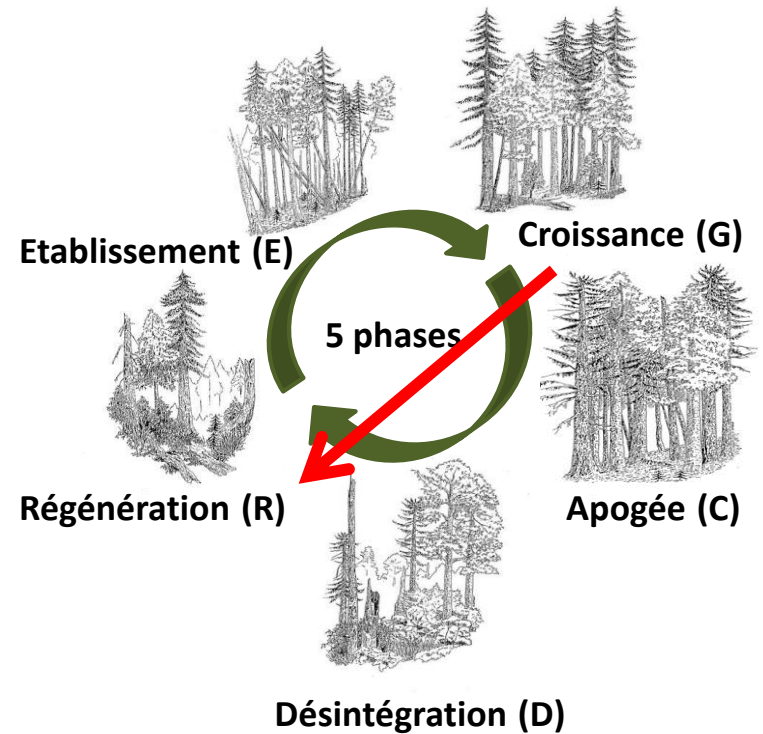 Etablissement (E)
Croissance (G)
5 phases
Régénération (R)
Apogée (C)
Désintégration (D)